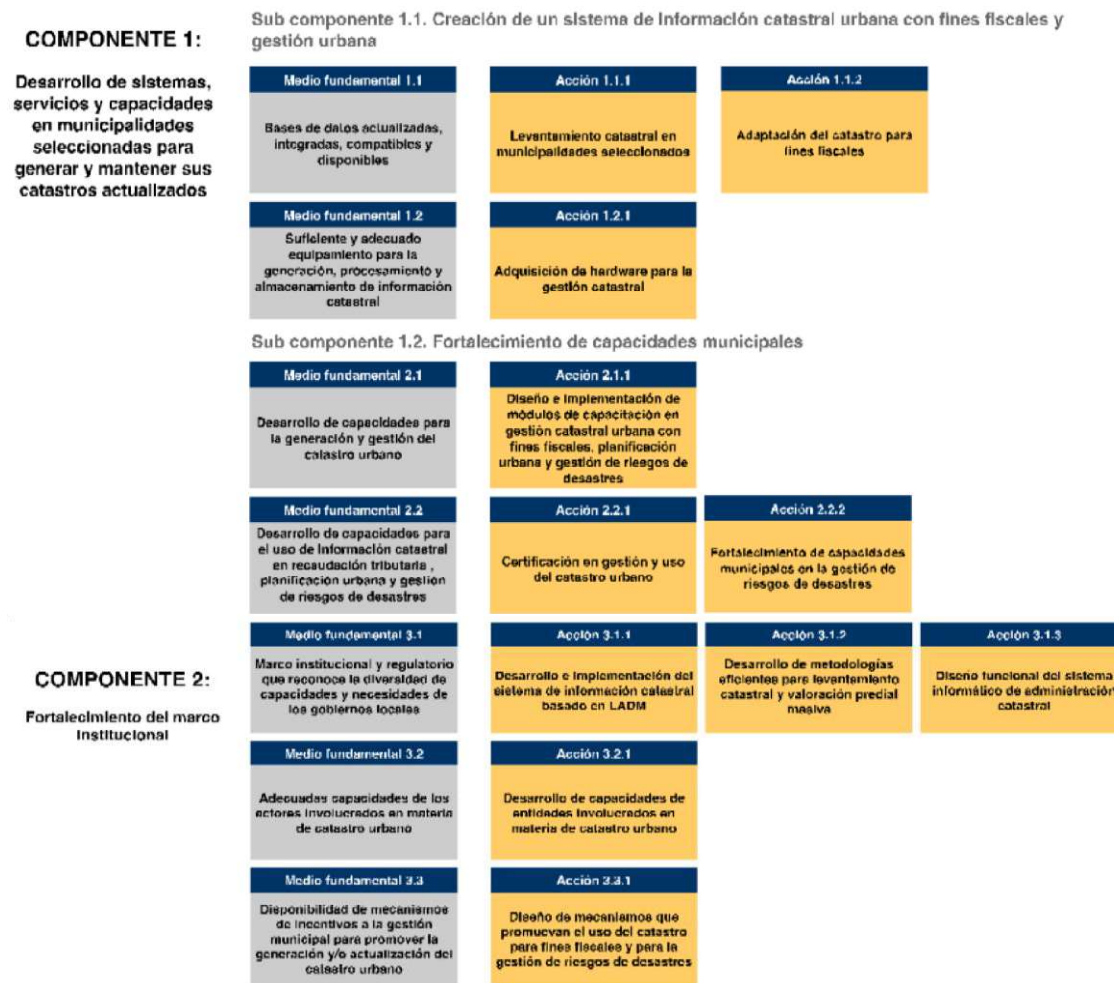 Sub componente 1.1. Creación de un sistema de información catastral urbana con fines fiscales y
gestión urbana
COMPONENTE 1:
Desarrollo de sistemas,
servicios y capacidades
en municipalidades
seleccionadas para
generar y mantener sus
catastros actualizados
Medio fundamental 1.1
Bases de datos actualizadas,
integradas, compatibles y
disponibles
Acción 1.1.1
Levantamiento catastral en
municipalidades seleccionados
Acción 1.1.2
Adaptación del catastro para
fines fiscales
Medio fundamental 1.2
Suficiente y adecuado
equipamiento para la
generación, procesamiento y
almacenamiento de información
catastral
Acción 1.2.1
Adquisición de hardware para la
gestión catastral
Sub componente 1.2. Fortalecimiento de capacidades municipales
Medio fundamental 2.1
Desarrollo de capacidades para
la generación y gestión del
catastro urbano
Acción 2.1.1
Diseño e implementación de
módulos de capacitación en
gestión catastral urbana con
fines fiscales, planificación
urbana y gestión de riesgos de
desastres
Medio fundamental 2.2
Desarrollo de capacidades para
el uso de información catastral
en recaudación tributaria ,
planificación urbana y gestión
de riesgos de desastres
Acción 2.2.1
Certificación en gestión y uso
del catastro urbano
Acción 2.2.2
Fortalecimiento de capacidades
municipales en la gestión de
riesgos de desastres
COMPONENTE 2:
Fortalecimiento del marco
institucional
Medio fundamental 3.1
Marco institucional y regulatorio
que reconoce la diversidad de
capacidades y necesidades de
los gobiernos locales
Acción 3.1.1
Desarrollo e implementación del
sistema de información catastral
basado en LADM
Acción 3.1.2
Desarrollo de metodologías
eficientes para levantamiento
catastral y valoración predial
masiva
Acción 3.1.3
Diseño funcional del sistema
informático de administración
catastral
Medio fundamental 3.2
Adecuadas capacidades de los
actores involucrados en materia
de catastro urbano
Acción 3.2.1
Desarrollo de capacidades de
entidades involucrados en
materia de catastro urbano
Medio fundamental 3.3
Disponibilidad de mecanismos
de incentivos a la gestión
municipal para promover la
generación y/o actualización del
catastro urbano
Acción 3.3.1
Diseño de mecanismos que
promuevan el uso del catastro
para fines fiscales y para la
gestión de riesgos de desastres